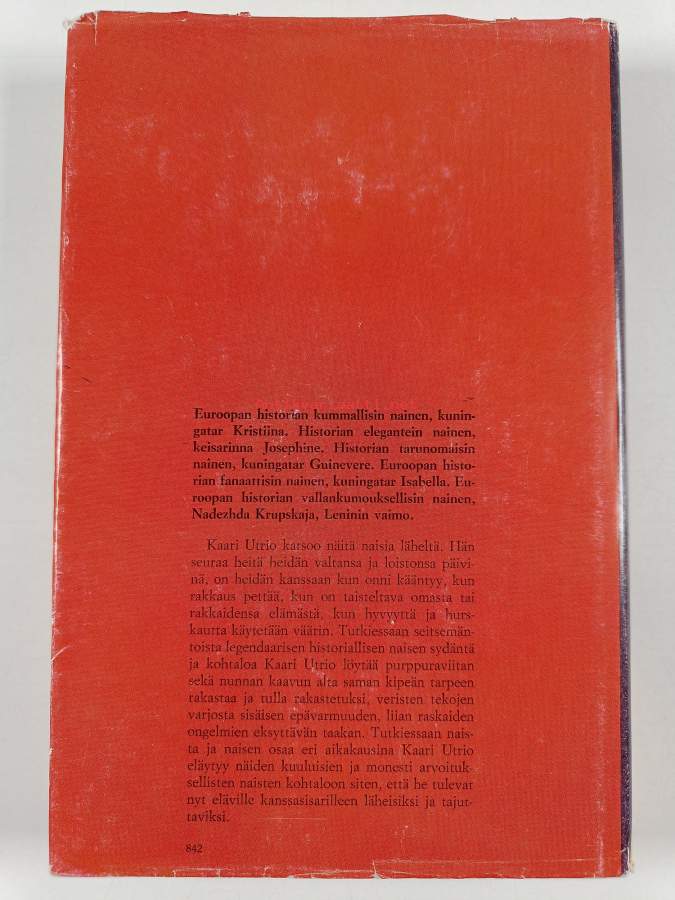 Euroopan historian kummallisin nainen, kunin-
gatar Kristiina. Historian elegantein nainen,
keisarinna Josephine. Historian tarunomaisin
nainen, kuningatar Guinevere. Euroopan histo-
rian fanaattisin nainen, kuningatar Isabella. Eu-
roopan historian vallankumouksellisin nainen,
Nadezhda Krupskaja, Leninin vaimo.
Kaari Utrio katsoo näitä naisia läheltä. Hän
seuraa heitä heidän valtansa ja loistonsa päivi-
nä, on heidän kanssaan kun onni kääntyy, kun
rakkaus pettää, kun on taisteltava omasta tai
rakkaidensa elämästä, kun hyvyyttä ja hurs-
kautta käytetään väärin. Tutkiessaan seitsemän-
toista legendaarisen historiallisen naisen sydäntä
ja kohtaloa Kaari Utrio löytää purppuraviitan
sekä nunnan kaavun alta saman kipeän tarpeen
rakastaa ja tulla rakastetuksi, veristen tekojen
varjosta sisäisen epävarmuuden, liian raskaiden
ongelmien eksyttävän taakan. Tutkiessaan nais-
ta ja naisen osaa eri aikakausina Kaari Utrio
eläytyy näiden kuuluisien ja monesti arvoituk-
sellisten naisten kohtaloon siten, että he tulevat
nyt eläville kanssasisarilleen läheisiksi ja tajut-
taviksi.
842